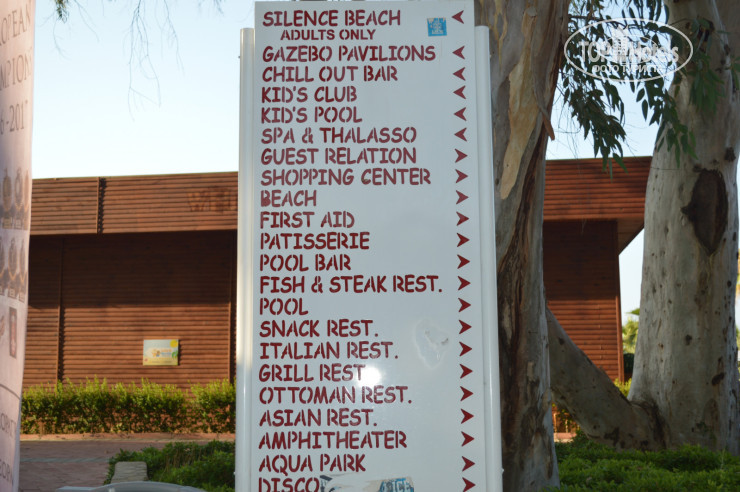 SILENCE BEACH
ADULTS ONLY
GAZEBO PAVILIONS
CHILL OUT BAR
KID'S CLUB
KID'S POOL
SPA & THALASSO
GUEST RELATION
SHOPPING CENTER
BEACH
FIRST AID
PATISSERIE
POOL BAR
FISH & STEAK REST.
POOL
SNACK REST.
ITALIAN REST.
GRILL REST
OTTOMAN REST.
ASIAN REST.
AMPHITHEATER
AQUA PARK
DISCO